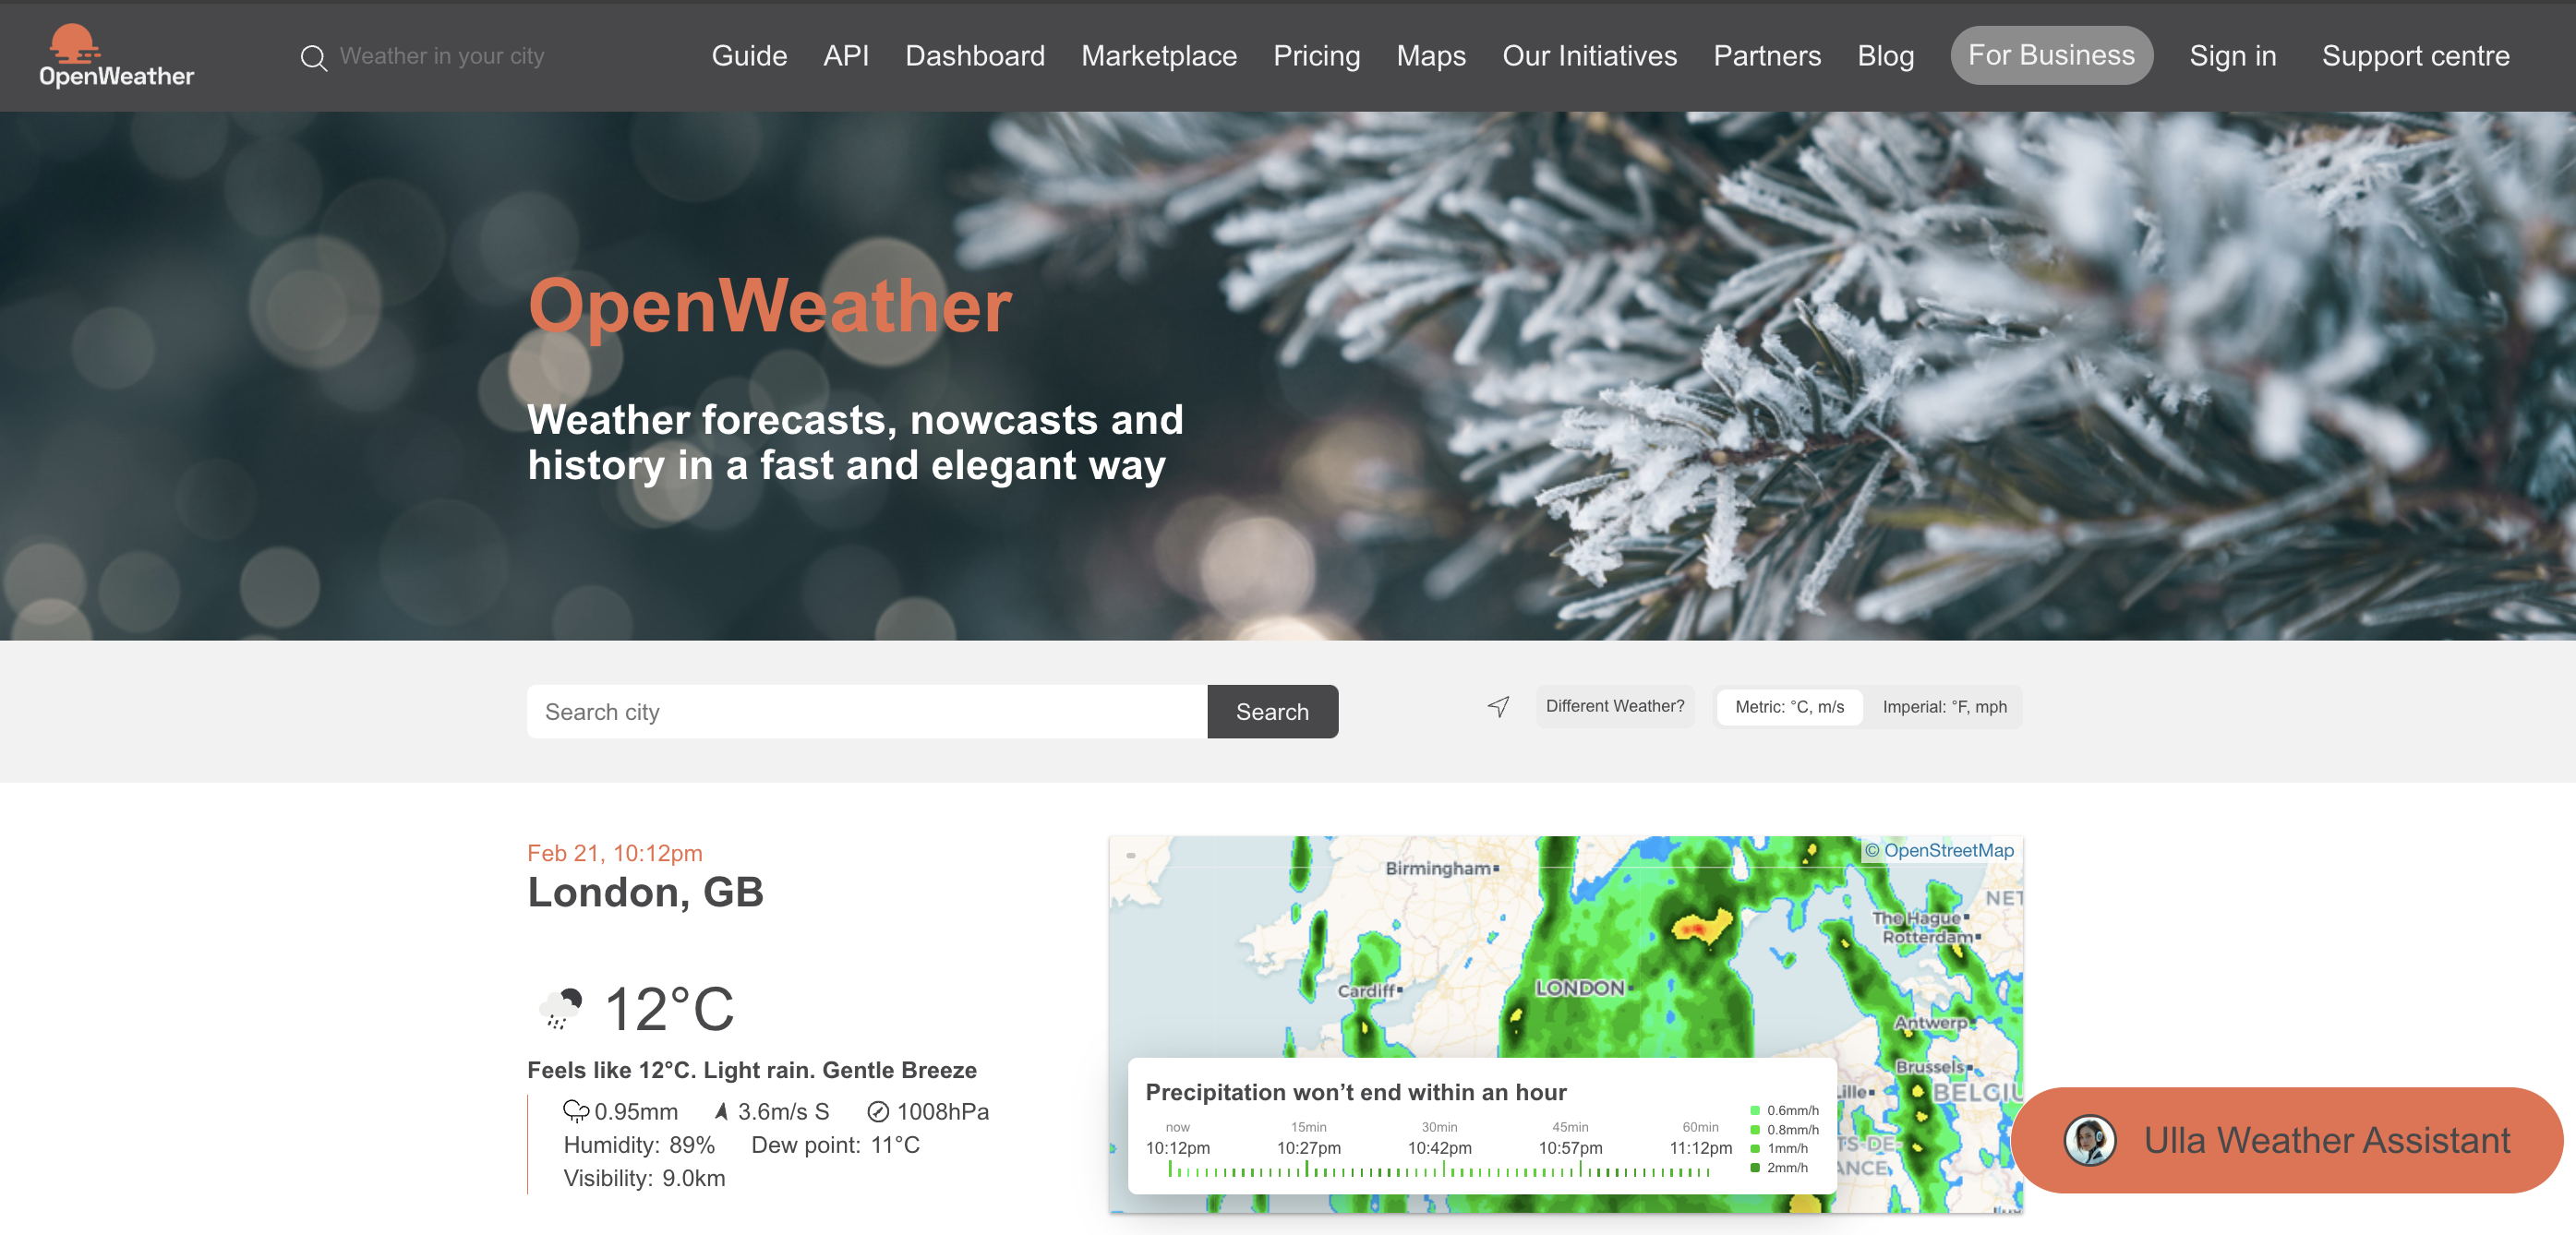 OpenWeather
Weather in your city
Guide API Dashboard Marketplace Pricing Maps Our Initiatives Partners Blog For Business Sign in Support centre
OpenWeather
Weather forecasts, nowcasts and
history in a fast and elegant way
Search city
Search
Different Weather?
Metric: °C, m/s
Imperial: °F, mph
Feb 21, 10:12pm
London, GB
12°C
Feels like 12°C. Light rain. Gentle Breeze
0.95mm 3.6m/s S 1008hPa
Humidity: 89% Dew point: 11°C
Visibility: 9.0km
© OpenStreetMap
Birmingham
NET
The Hague
Rotterdam
Cardiff
LONDON
Antwerp
Brussels
BELGIU
Precipitation won’t end within an hour
now 15min 30min 45min 60min
10:12pm 10:27pm 10:42pm 10:57pm 11:12pm
0.6mm/h
0.8mm/h
1mm/h
2mm/h
Ulla Weather Assistant